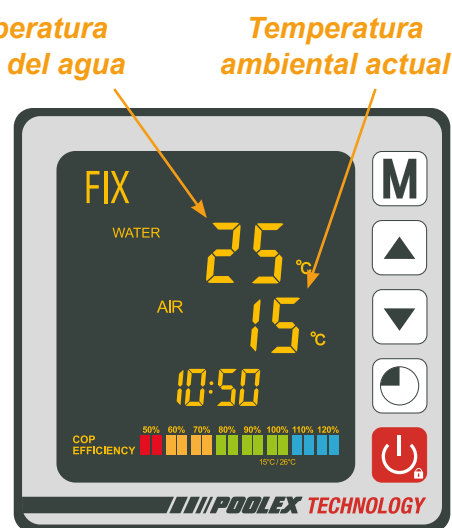 peratura
del agua
Temperatura
ambiental actual
FIX
M
WATER 25 °C
AIR 15 °C
10:50
50% 60% 70% 80% 90% 100% 110% 120%
COP
EFFICIENCY
15°C / 26°C
POOLEX TECHNOLOGY